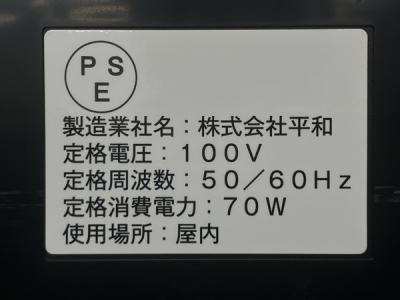 PS
E
製造業社名：株式会社平和
定格電圧：１００Ｖ
定格周波数：５０／６０Ｈｚ
定格消費電力：７０Ｗ
使用場所：屋内